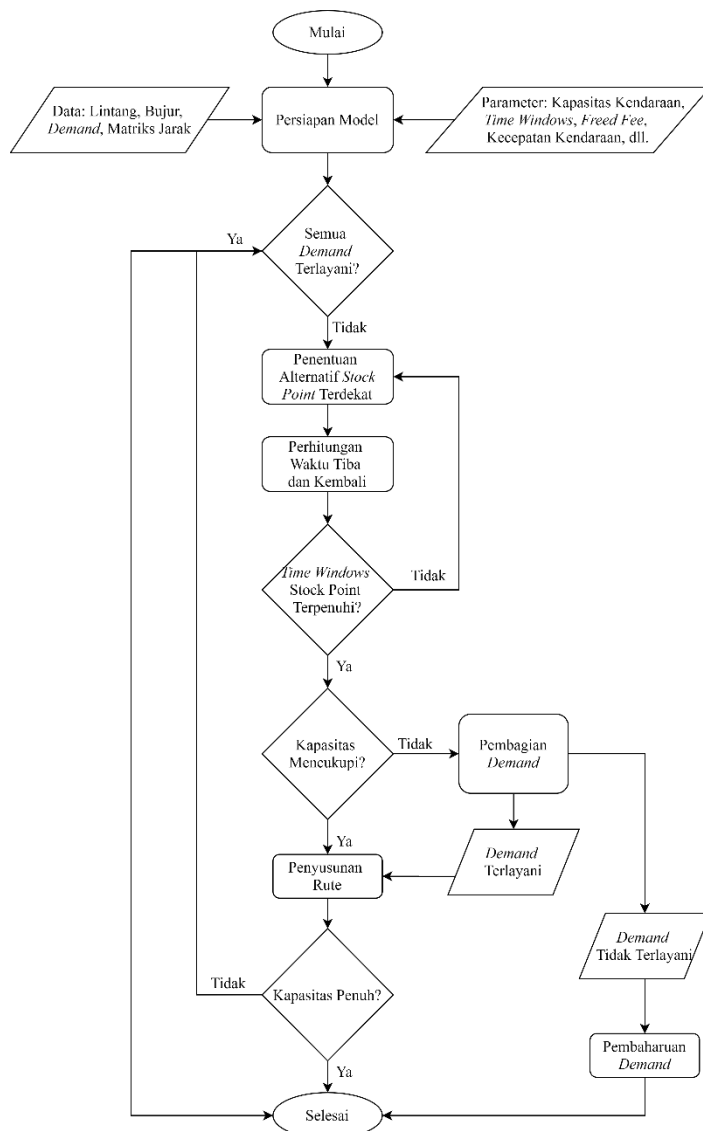 Mulai
Data: Lintang, Bujur,
Demand, Matriks Jarak
Persiapan Model
Parameter: Kapasitas Kendaraan,
Time Windows, Freed Fee,
Kecepatan Kendaraan, dll.
Ya
Semua
Demand
Terlayani?
Tidak
Penentuan
Alternatif Stock
Point Terdekat
Perhitungan
Waktu Tiba
dan Kembali
Time Windows
Stock Point
Terpenuhi?
Tidak
Ya
Kapasitas
Mencukupi?
Tidak
Pembagian
Demand
Ya
Demand
Terlayani
Penyusunan
Rute
Demand
Tidak Terlayani
Tidak
Kapasitas Penuh?
Pembaharuan
Demand
Ya
Selesai